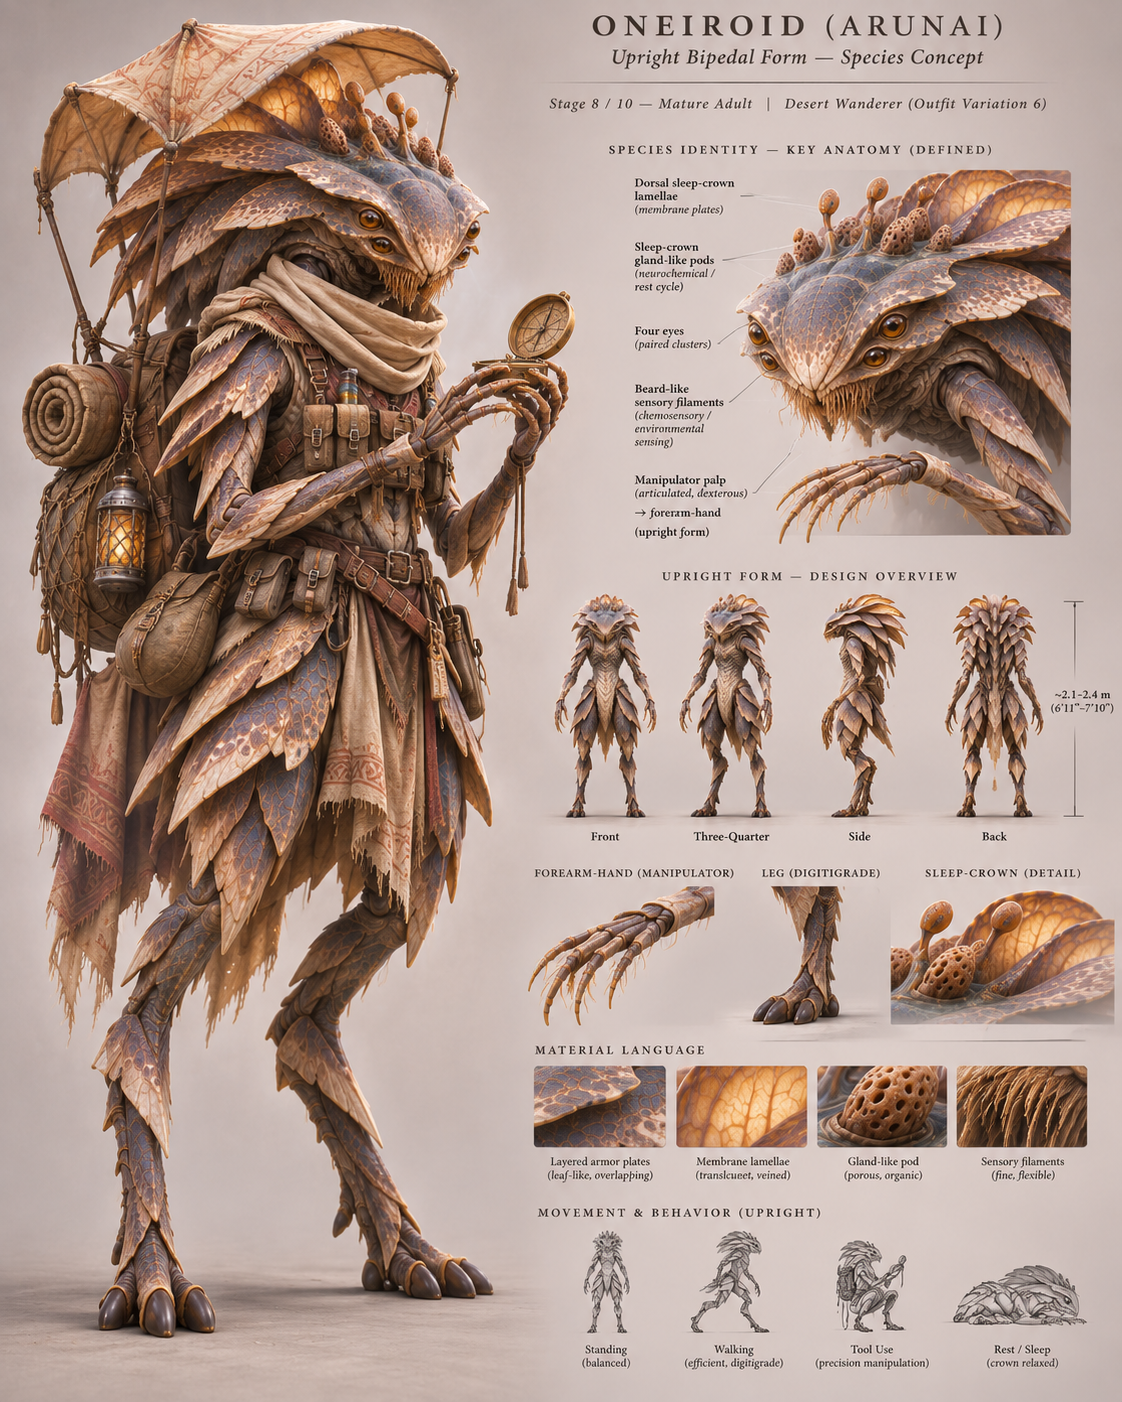 ONEIROID (ARUNAI)
Upright Bipedal Form — Species Concept
Stage 8 / 10 — Mature Adult | Desert Wanderer (Outfit Variation 6)
SPECIES IDENTITY — KEY ANATOMY (DEFINED)
Dorsal sleep-crown
lamellae
(membrane plates)
Sleep-crown
gland-like pods
(neurochemical /
rest cycle)
Four eyes
(paired clusters)
Beard-like
sensory filaments
(chemosensory /
environmental
sensing)
Manipulator palp
(articulated, dexterous)
→ forerm-hand
(upright form)
UPRIGHT FORM — DESIGN OVERVIEW
~2.1–2.4 m
(6'11"–7'10")
Front
Three-Quarter
Side
Back
FOREARM-HAND (MANIPULATOR)
LEG (DIGITIGRADE)
SLEEP-CROWN (DETAIL)
MATERIAL LANGUAGE
Layered armor plates
(leaf-like, overlapping)
Membrane lamellae
(translcueet, veined)
Gland-like pod
(porous, organic)
Sensory filaments
(fine, flexible)
MOVEMENT & BEHAVIOR (UPRIGHT)
Standing
(balanced)
Walking
(efficient, digitigrade)
Tool Use
(precision manipulation)
Rest / Sleep
(crown relaxed)